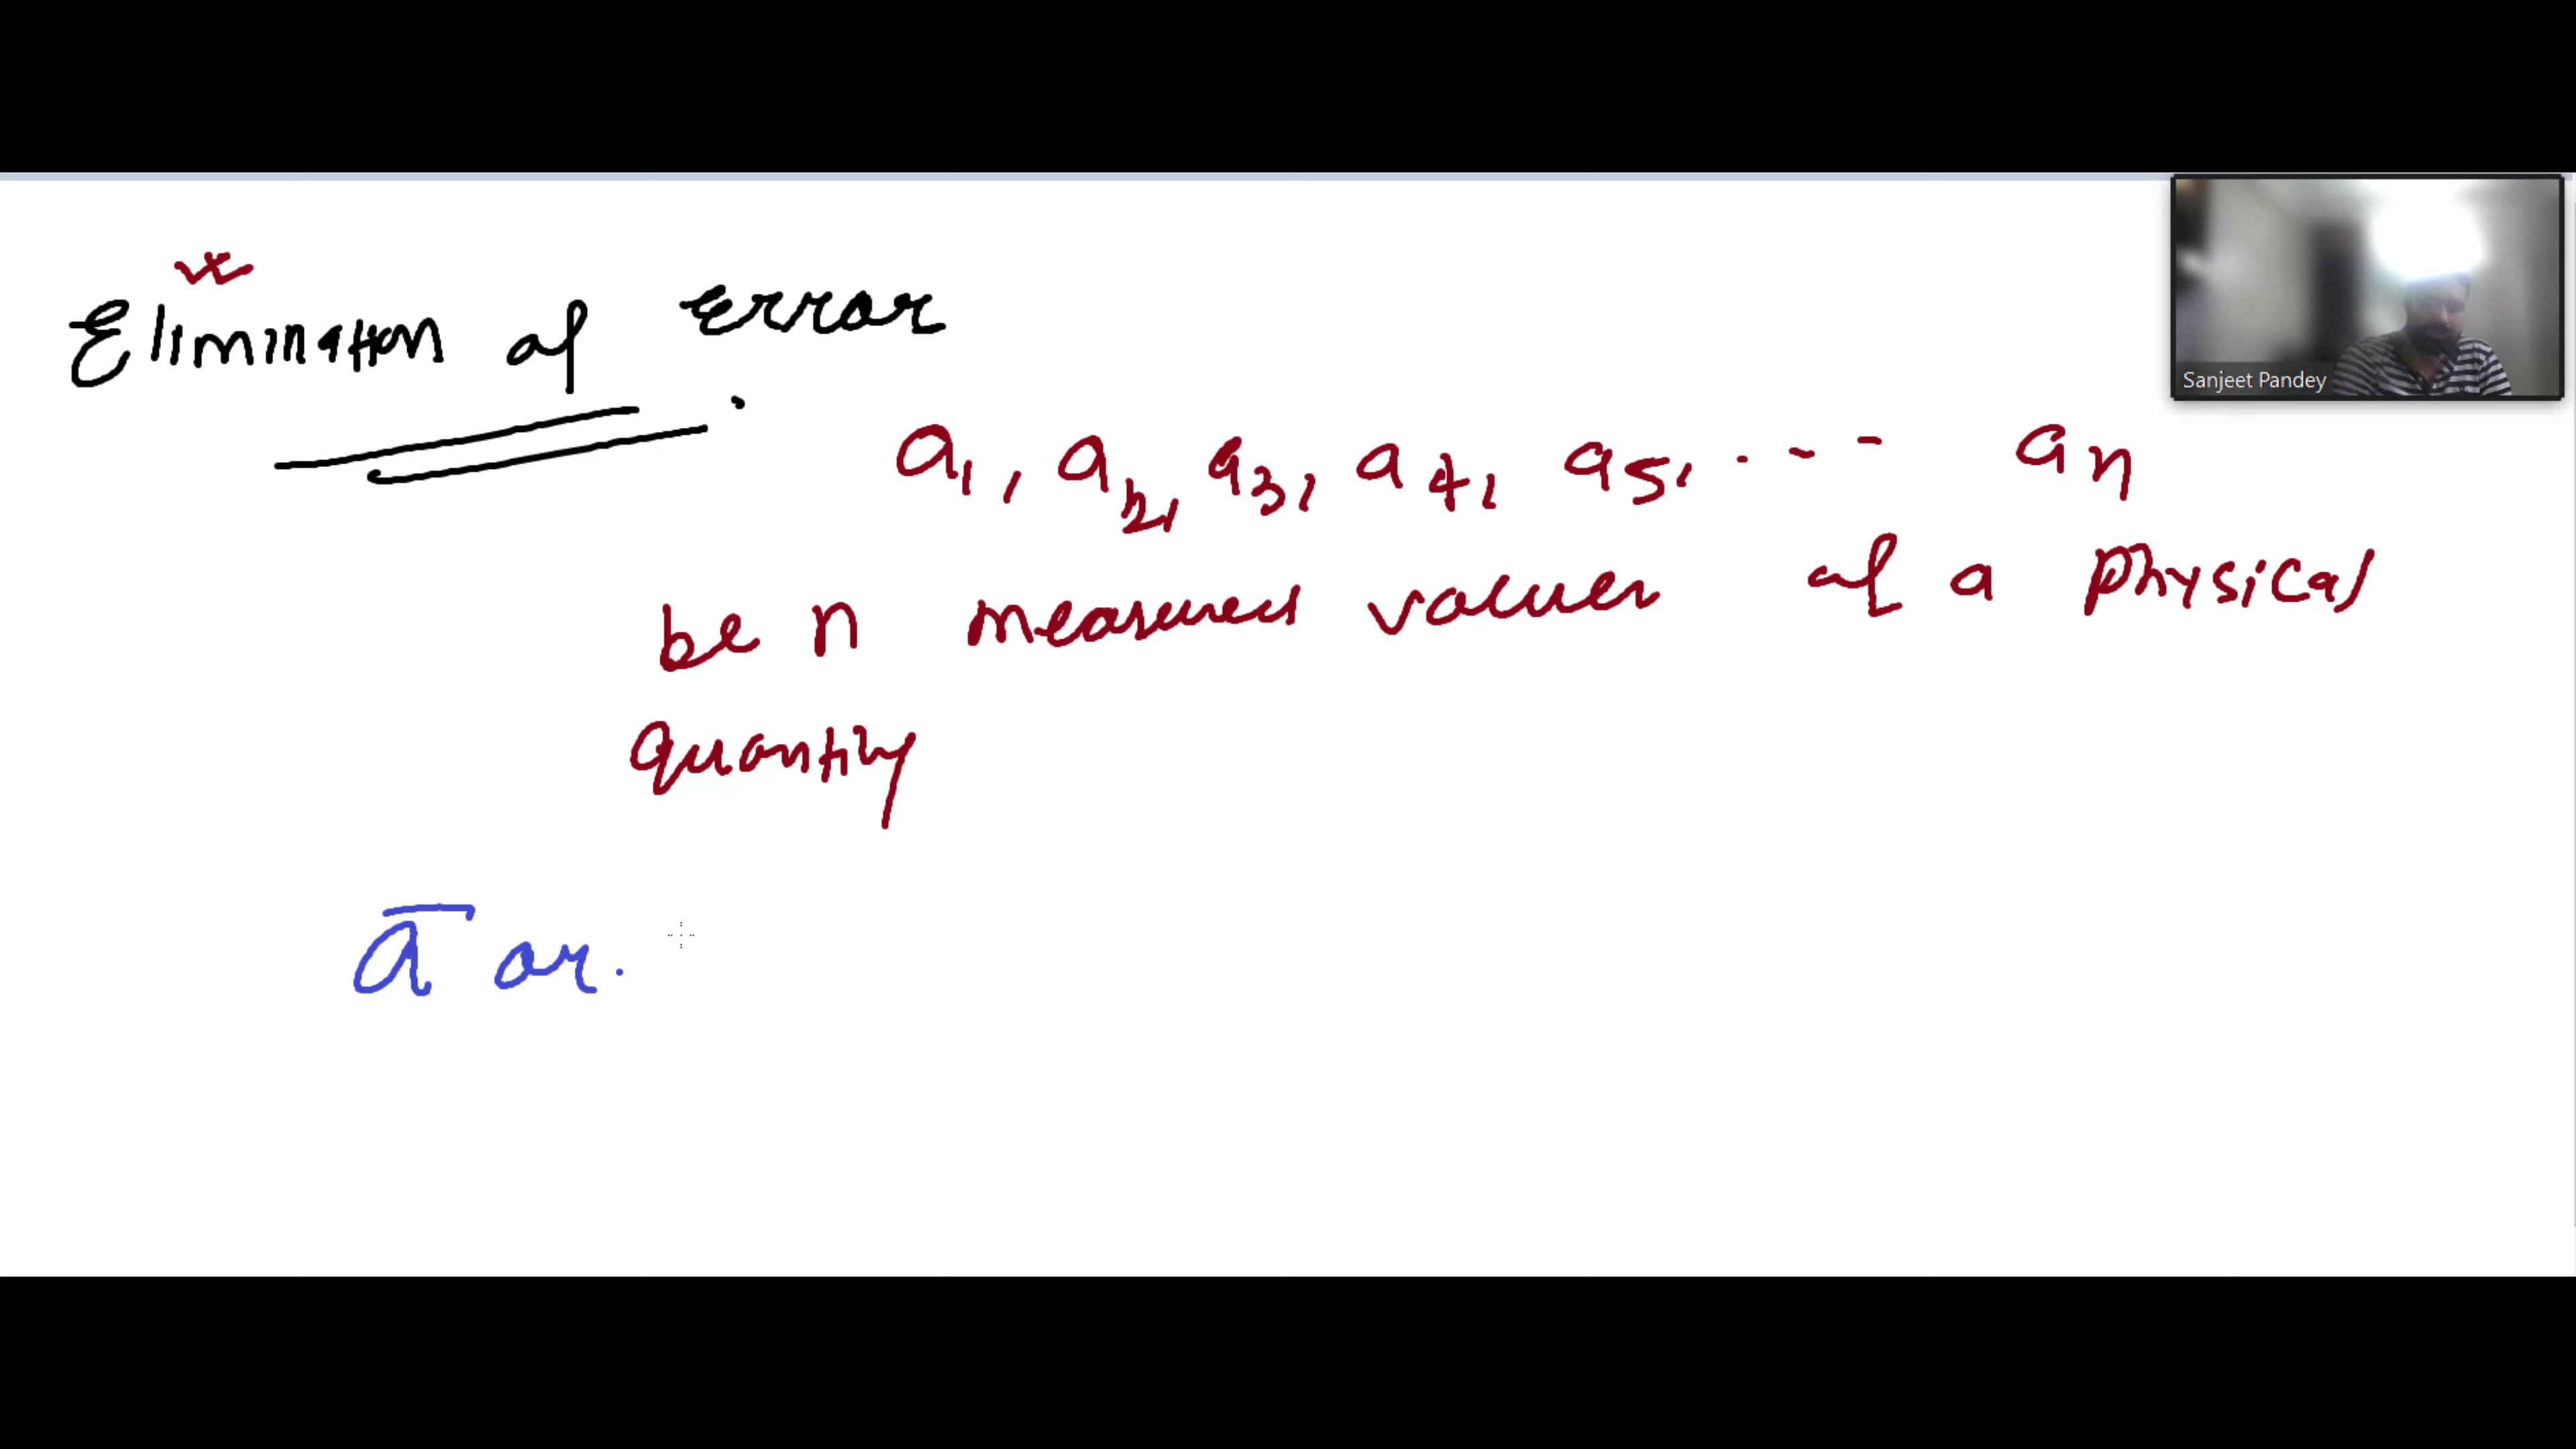 Elimination of error
Sanjeet Pandey
a₁, a₂, a₃, a₄, a₅, . - - - aₙ
be n measured values of a physical
quantity
a̅ or.